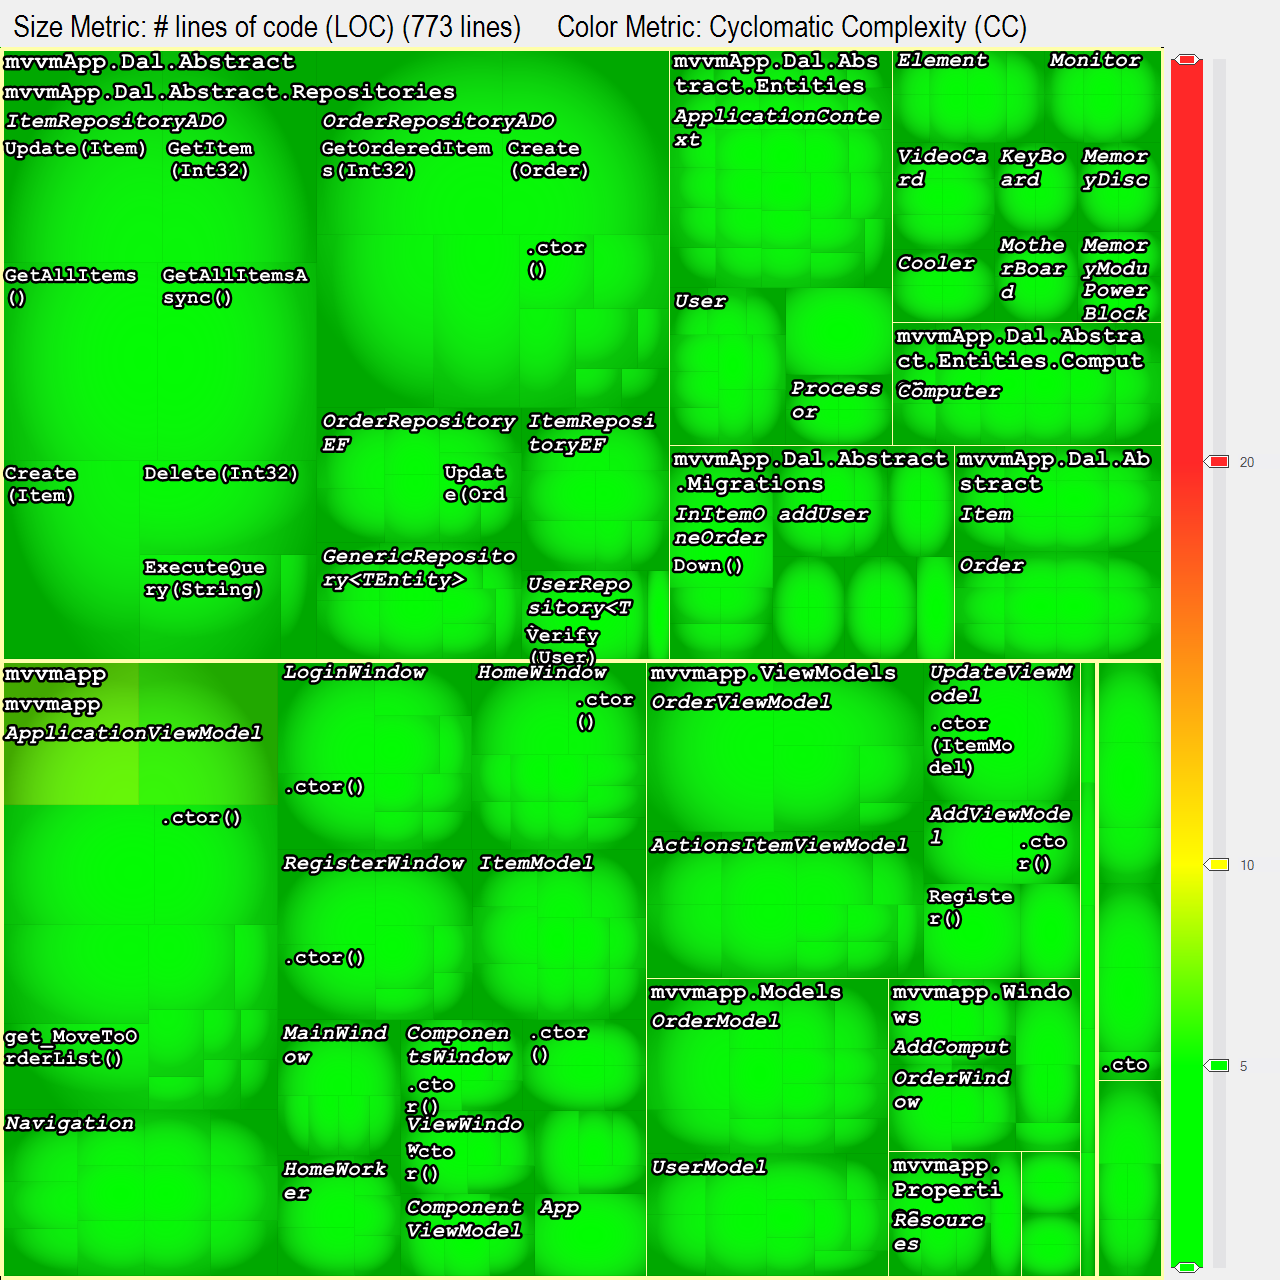 Size Metric: # lines of code (LOC) (773 lines)     Color Metric: Cyclomatic Complexity (CC)
mvvmApp.Dal.Abstract
mvvmApp.Dal.Abstract.Repositories
ItemRepositoryADO
Update(Item)
GetItem
(Int32)
GetAllItems
()
GetAllItemsA
sync()
Create
(Item)
Delete(Int32)
ExecuteQue
ry(String)
OrderRepositoryADO
GetOrderedItem
s(Int32)
Create
(Order)
.ctor
()
OrderRepository
EF
Updat
e(Ord
ItemReposi
toryEF
GenericReposito
ry<TEntity>
UserRepo
sitory<T
Verify
(User)
mvvmApp.Dal.Abs
tract.Entities
ApplicationConte
xt
User
Process
or
Element
Monitor
VideoCa
rd
KeyBo
ard
Memor
yDisc
Cooler
Mothe
rBoar
d
Memor
yModu
Power
Block
mvvmApp.Dal.Abstra
ct.Entities.Comput
Computer
mvvmApp.Dal.Abstract
.Migrations
InItemO
neOrder
addUser
Down()
mvvmApp.Dal.Ab
stract
Item
Order
mvvmapp
mvvmapp
ApplicationViewModel
.ctor()
get_MoveToO
rderList()
Navigation
LoginWindow
.ctor()
HomeWindow
.ctor
()
RegisterWindow
.ctor()
ItemModel
MainWind
ow
Componen
tsWindow
.cto
r()
.ctor
()
ViewWindo
w
.cto
r()
HomeWork
er
Component
ViewModel
App
mvvmapp.ViewModels
OrderViewModel
ActionsItemViewModel
UpdateViewM
odel
.ctor
(ItemMo
del)
AddViewMode
l
.cto
r()
Registe
r()
mvvmapp.Models
OrderModel
UserModel
mvvmapp.Windo
ws
AddComput
OrderWind
ow
mvvmapp.
Properti
Resourc
es
.cto
20
10
5